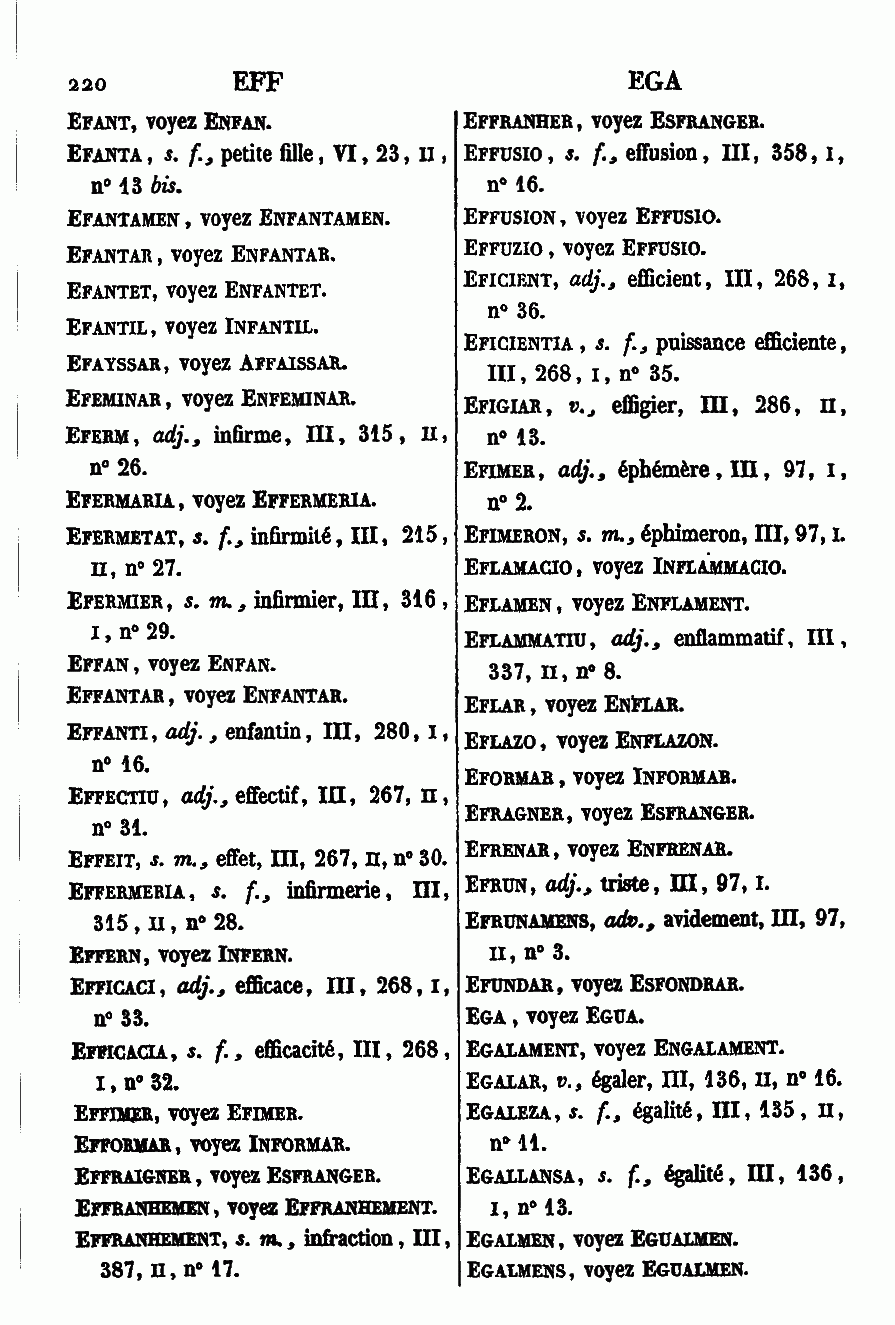 220 EFF EGA
EFANT, voyez ENFAN.
EFANTA, s. f., petite fille, VI, 23, II,
n° 13 bis.
EFANTAMEN, voyez ENFANTAMEN.
EFANTAR, voyez ENFANTAR.
EFANTET, voyez ENFANTET.
EFANTIL, voyez INFANTIL.
EFAYSSAR, voyez AFFAISSAR.
EFEMINAR, voyez ENFEMINAR.
EFERM, adj., infirme, III, 315, II,
n° 26.
EFERMARIA, voyez EFFERMERIA.
EFERMETAT, s. f., infirmité, III, 215,
II, n° 27.
EFERMIER, s. m., infirmier, III, 316,
I, n° 29.
EFFAN, voyez ENFAN.
EFFANTAR, voyez ENFANTAR.
EFFANTI, adj., enfantin, III, 280, I,
n° 16.
EFFECTIU, adj., effectif, III, 267, II,
n° 31.
EFFEIT, s. m., effet, III, 267, II, n° 30.
EFFERMERIA, s. f., infirmerie, III,
315, II, n° 28.
EFFERN, voyez INFERN.
EFFICACI, adj., efficace, III, 268, I,
n° 33.
EFFICACIA, s. f., efficacité, III, 268,
I, n° 32.
EFFIMER, voyez EFIMER.
EFFORMAR, voyez INFORMAR.
EFFRAIGNER, voyez ESFRANGER.
EFFRANHEMEN, voyez EFFRANHEMENT.
EFFRANHEMENT, s. m., infraction, III,
387, II, n° 17.
EFFRANHER, voyez ESFRANGER.
EFFUSIO, s. f., effusion, III, 358, I,
n° 16.
EFFUSION, voyez EFFUSIO.
EFFUZIO, voyez EFFUSIO.
EFICIENT, adj., efficient, III, 268, I,
n° 36.
EFICIENTIA, s. f., puissance efficiente,
III, 268, I, n° 35.
EFIGIAR, v., effigier, III, 286, II,
n° 13.
EFIMER, adj., éphémère, III, 97, I,
n° 2.
EFIMERON, s. m., éphimeron, III, 97, I.
EFLAMACIO, voyez INFLAMMACIO.
EFLAMEN, voyez ENFLAMENT.
EFLAMMATIU, adj., enflammatif, III,
337, II, n° 8.
EFLAR, voyez ENFLAR.
EFLAZO, voyez ENFLAZON.
EFORMAR, voyez INFORMAR.
EFRAGNER, voyez ESFRANGER.
EFRENAR, voyez ENFRENAR.
EFRUN, adj., triste, III, 97, I.
EFRUNAMENS, adv., avidement, III, 97,
II, n° 3.
EFUNDAR, voyez ESFONDRAR.
EGA, voyez EGUA.
EGALAMENT, voyez ENGALAMENT.
EGALAR, v., égaler, III, 136, II, n° 16.
EGALEZA, s. f., égalité, III, 135, II,
n° 11.
EGALLANSA, s. f., égalité, III, 136,
I, n° 13.
EGALMEN, voyez EGUALMEN.
EGALMENS, voyez EGUALMEN.